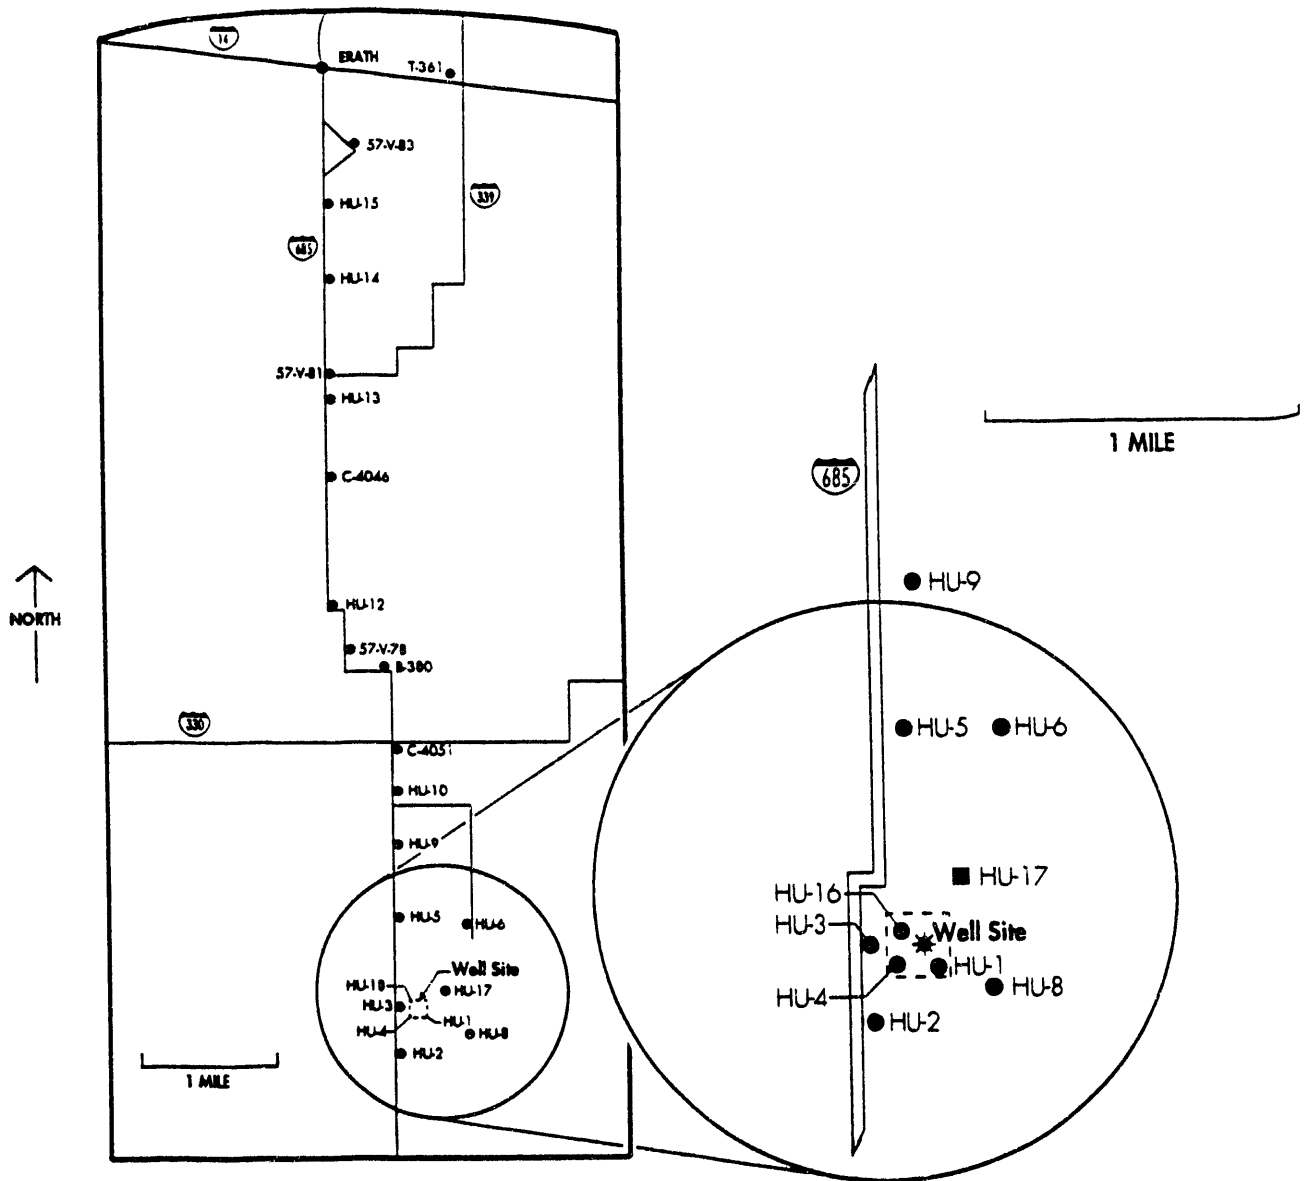 14
ERATH
T-361
57-V-83
HU-15
339
685
HU-14
57-V-81
HU-13
C-4046
HU-12
57-V-78
B-380
330
C-4051
HU-10
HU-9
HU-5
HU-6
Well Site
HU-18
HU-17
HU-3
HU-1
HU-4
HU-8
HU-2
1 MILE
NORTH
1 MILE
685
HU-9
HU-5
HU-6
HU-17
HU-16
HU-3
Well Site
HU-1
HU-4
HU-8
HU-2